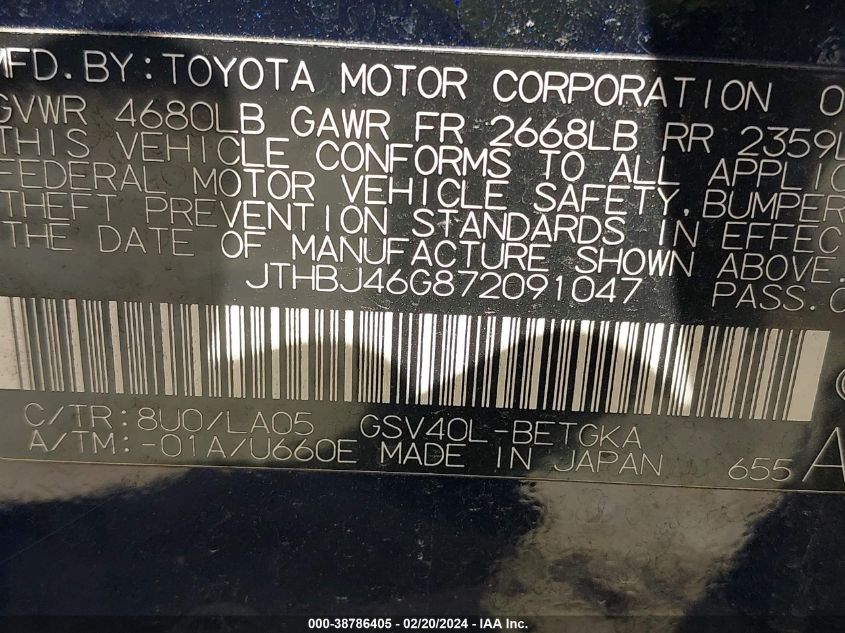 MFD. BY: TOYOTA MOTOR CORPORATION 0
GVWR 4680LB GAWR FR 2668LB RR 2359L
THIS VEHICLE CONFORMS TO ALL APPLIC
FEDERAL MOTOR VEHICLE SAFETY, BUMPER
THEFT PREVENTION STANDARDS IN EFFEC
THE DATE OF MANUFACTURE SHOWN ABOVE.
JTHBJ46G872091047 PASS. C
C/TR: 8U0/LA05 GSV40L-BETGKA
A/TM: -01A/U660E MADE IN JAPAN 655 A
000-38786405 - 02/20/2024 - IAA Inc.